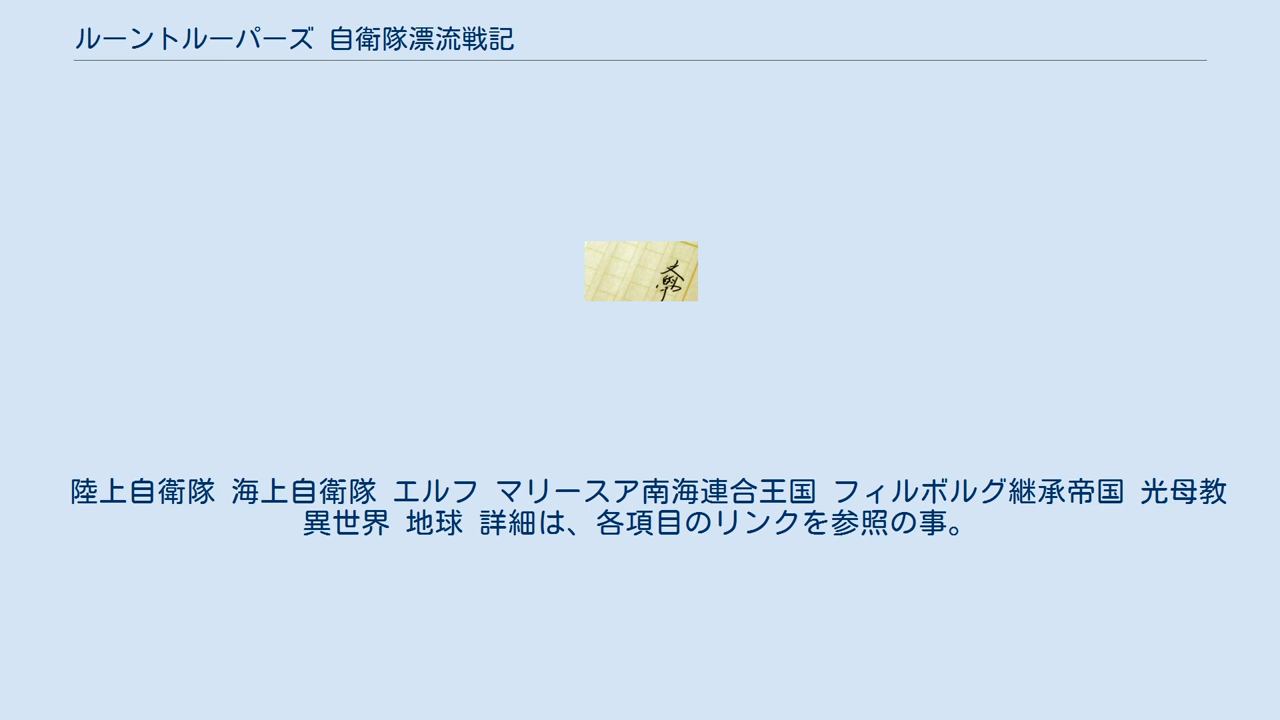 ルーントルーパーズ 自衛隊漂流戦記
陸上自衛隊 海上自衛隊 エルフ マリースア南海連合王国 フィルボルグ継承帝国 光母教
異世界 地球 詳細は、各項目のリンクを参照の事。